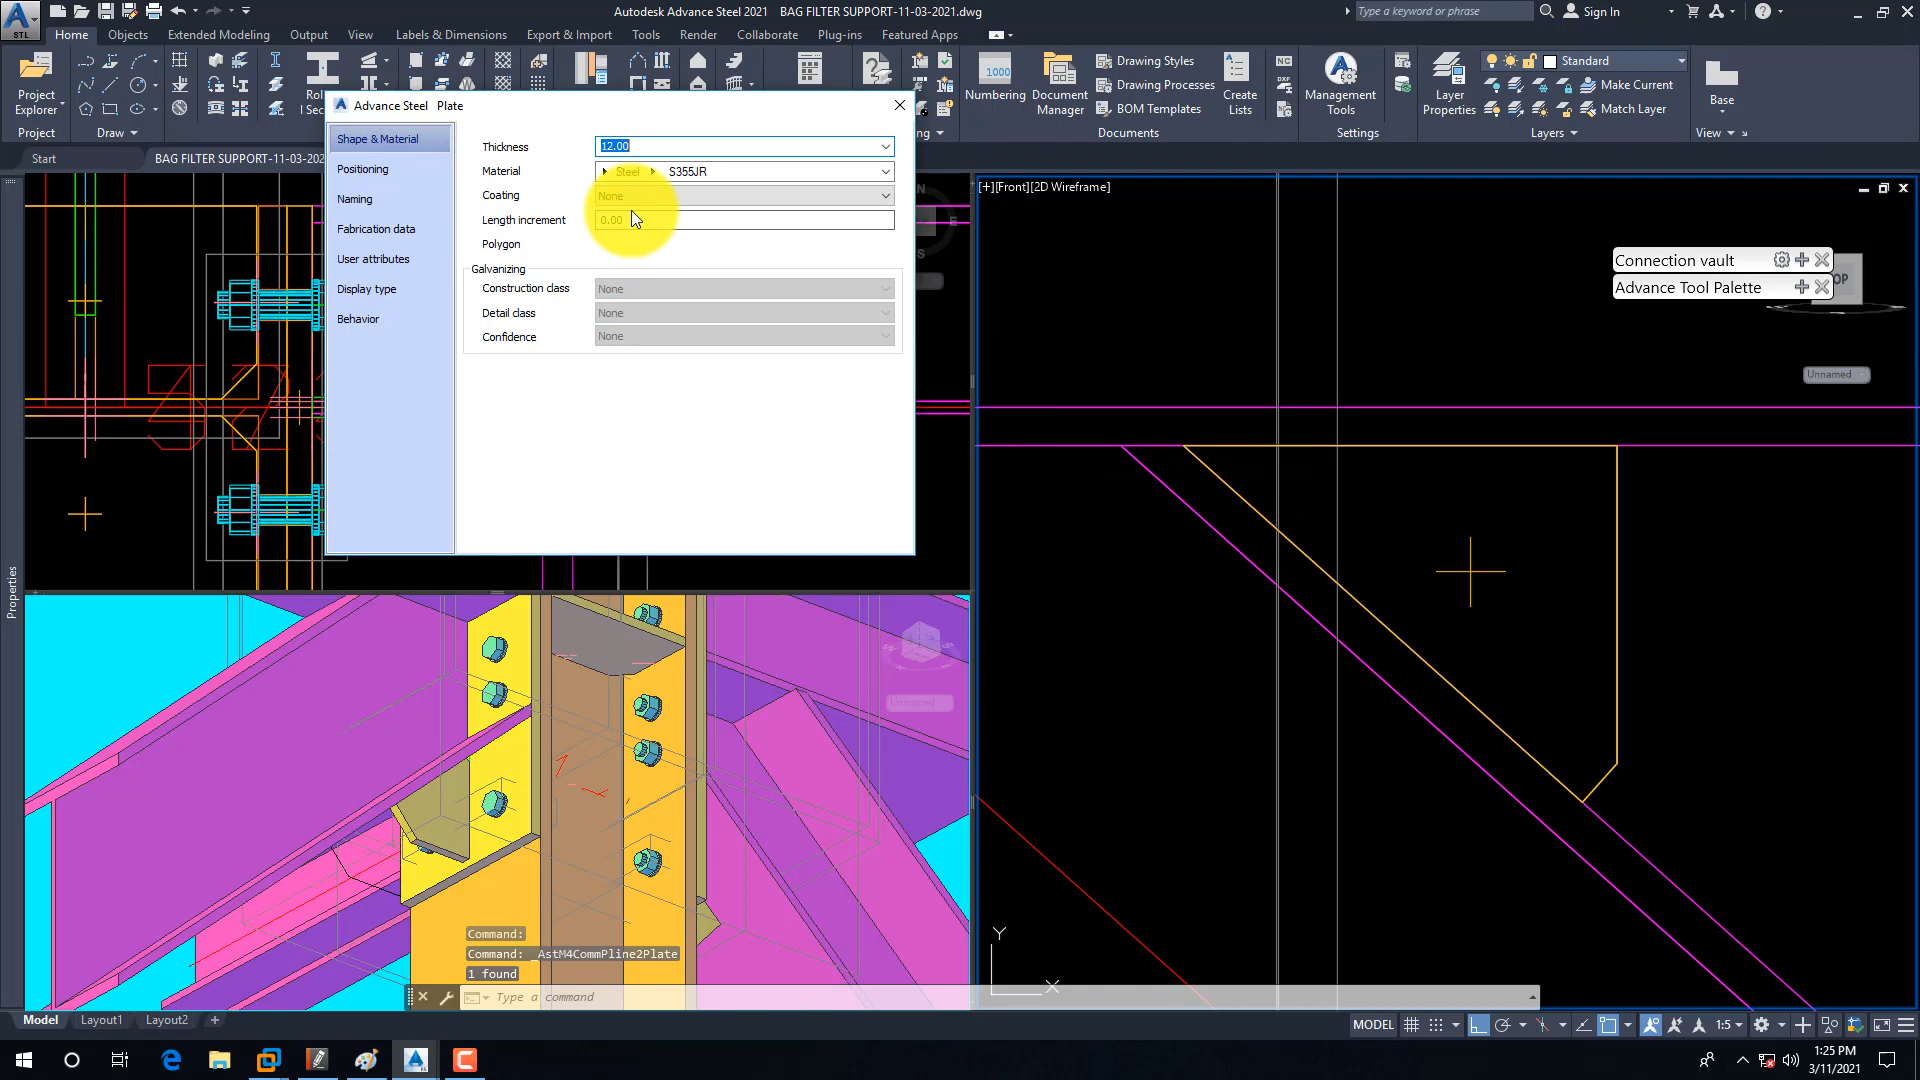 Autodesk Advance Steel 2021 BAG FILTER SUPPORT-11-03-2021.dwg
Type a keyword or phrase
Sign In
STL
Home Objects Extended Modeling Output View Labels & Dimensions Export & Import Tools Render Collaborate Plug-ins Featured Apps
Project Explorer
Project
Draw
1000
Numbering
Document Manager
Drawing Styles
Drawing Processes
BOM Templates
Create Lists
NC
DXF
Documents
Management Tools
Settings
Layer Properties
Standard
Make Current
Match Layer
Layers
Base
View
Start
BAG FILTER SUPPORT-11-03-202
Advance Steel Plate
Shape & Material
Positioning
Naming
Fabrication data
User attributes
Display type
Behavior
Thickness 12.00
Material Steel S355JR
Coating None
Length increment 0.00
Polygon
Galvanizing
Construction class None
Detail class None
Confidence None
[+][Front][2D Wireframe]
Connection vault
Advance Tool Palette
Unnamed
Properties
Unnamed
Y
X
Command:
Command: _AstM4CommPline2Plate
1 found
Type a command
Model Layout1 Layout2 +
MODEL
1:5
1:25 PM
3/11/2021